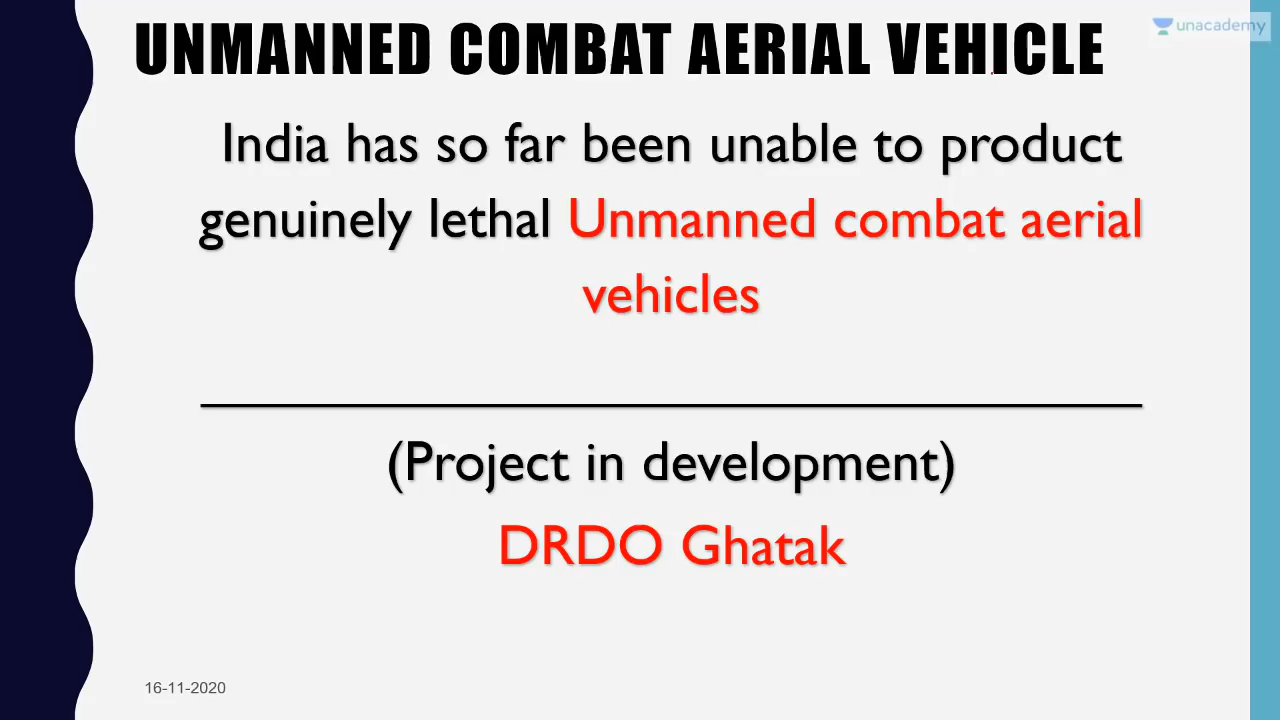 UNMANNED COMBAT AERIAL VEHICLE
unacademy
India has so far been unable to product
genuinely lethal Unmanned combat aerial
vehicles
(Project in development)
DRDO Ghatak
16-11-2020